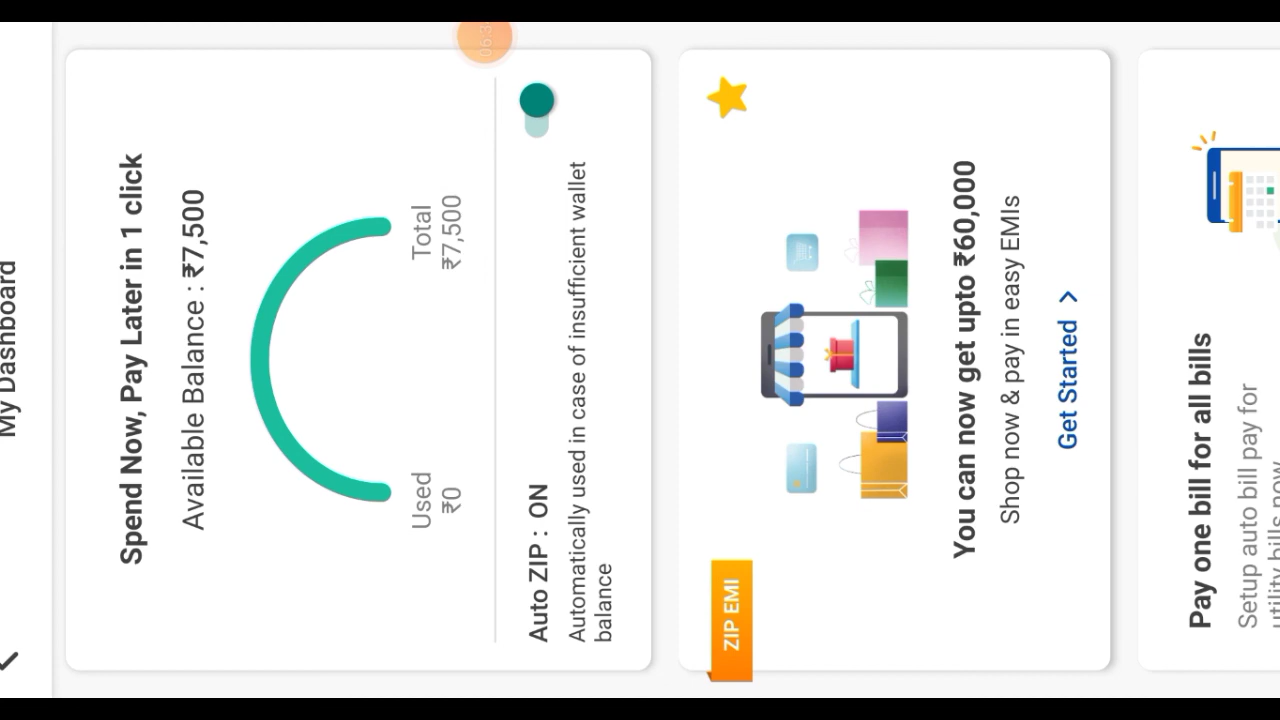 My Dashboard
Spend Now, Pay Later in 1 click
Available Balance : ₹7,500
Used
₹0
Total
₹7,500
Auto ZIP : ON
Automatically used in case of insufficient wallet
balance
ZIP EMI
You can now get upto ₹60,000
Shop now & pay in easy EMIs
Get Started >
Pay one bill for all bills
Setup auto bill pay for
utility bills now